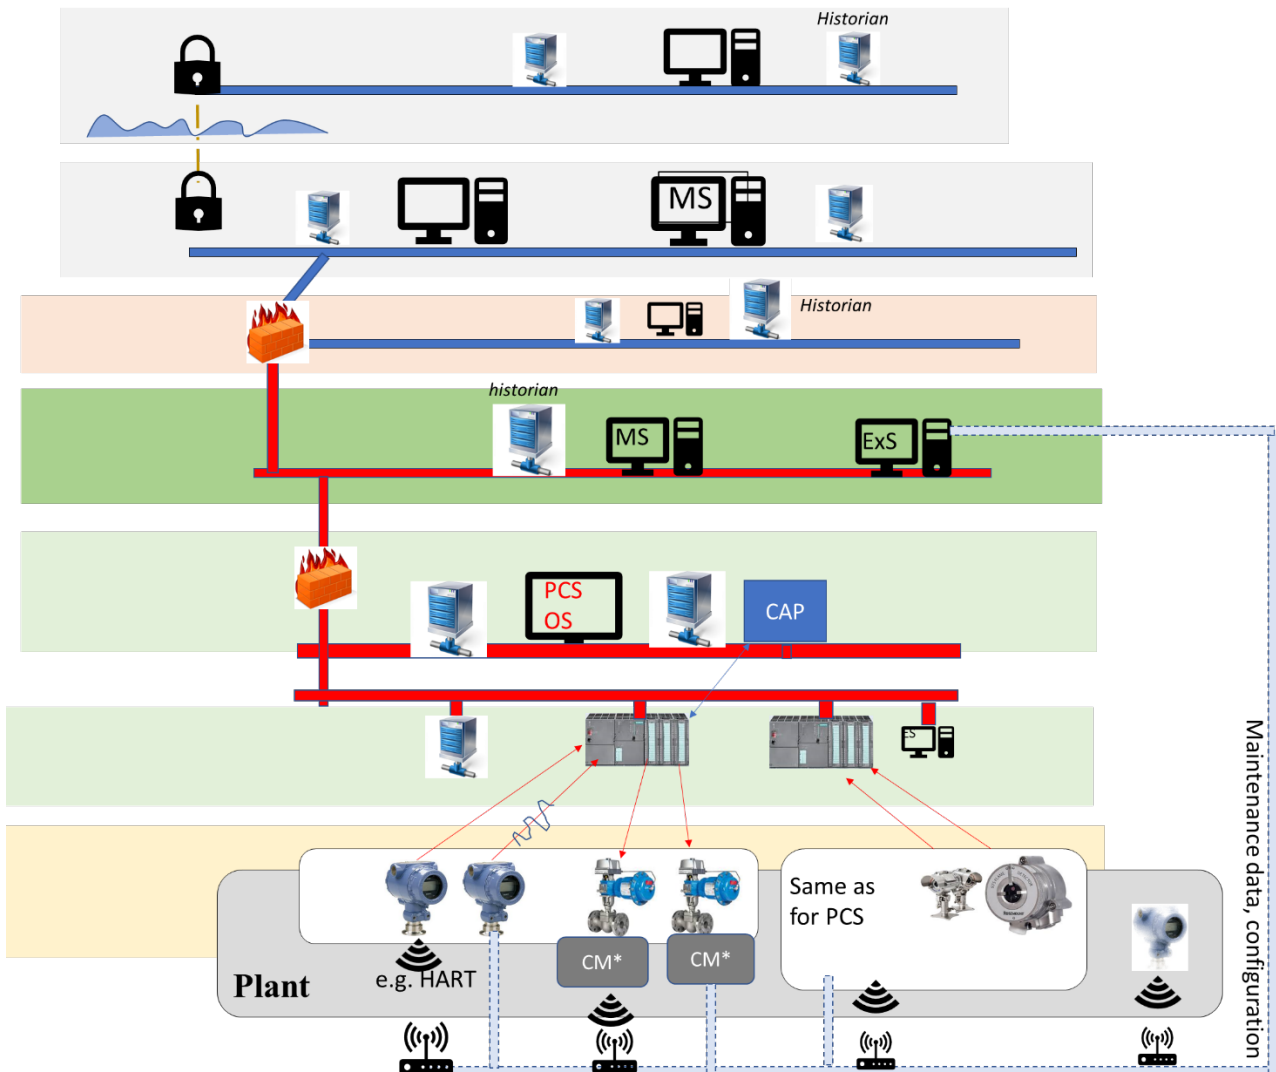 Historian
MS
Historian
historian
MS
ExS
PCS
OS
CAP
ES
Same as
for PCS
CM*
CM*
e.g. HART
Plant
Maintenance data, configuration